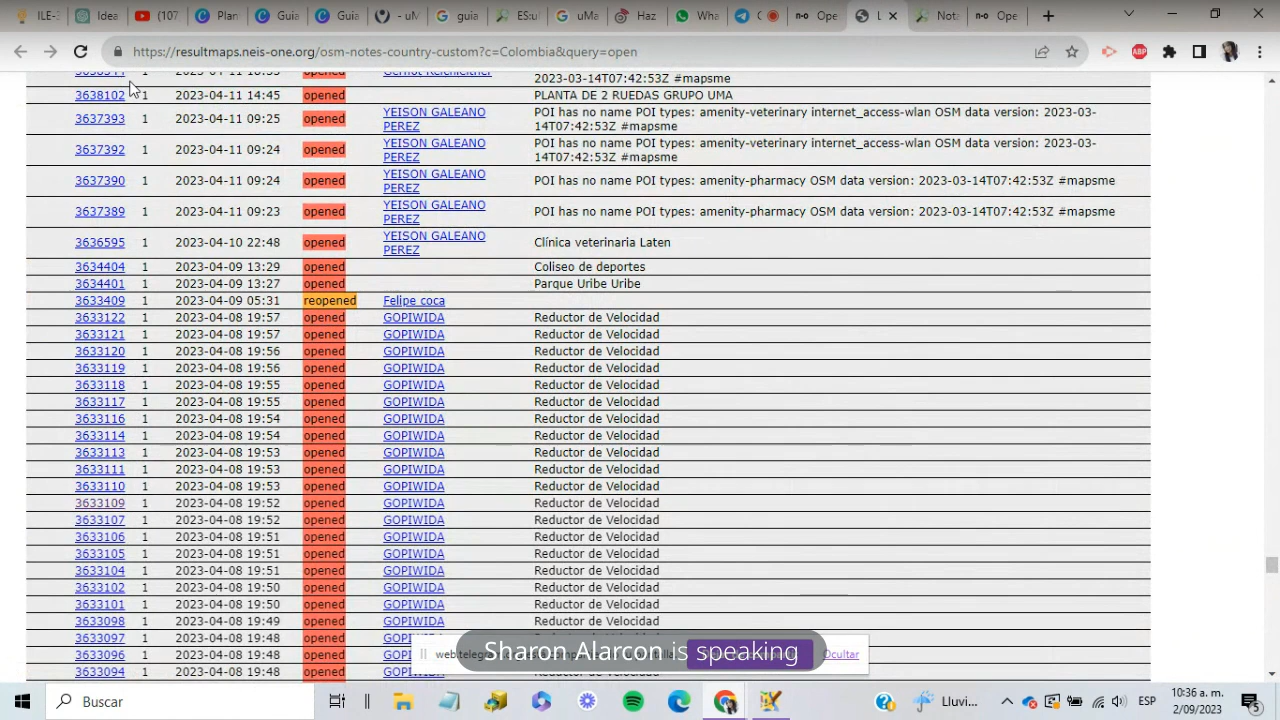 ILE-3
Idea
(107
Plan
Guia
Guia
- uM
guia
ES:ul
uMa
Haz
Wha
Ope
L
Nota
Ope
https://resultmaps.neis-one.org/osm-notes-country-custom?c=Colombia&query=open
3638344 1 2023-04-11 18:35 opened Gernot Reichleitner
2023-03-14T07:42:53Z #mapsme
3638102 1 2023-04-11 14:45 opened PLANTA DE 2 RUEDAS GRUPO UMA
3637393 1 2023-04-11 09:25 opened YEISON GALEANO PEREZ POI has no name POI types: amenity-veterinary internet_access-wlan OSM data version: 2023-03-
14T07:42:53Z #mapsme
3637392 1 2023-04-11 09:24 opened YEISON GALEANO PEREZ POI has no name POI types: amenity-veterinary internet_access-wlan OSM data version: 2023-03-
14T07:42:53Z #mapsme
3637390 1 2023-04-11 09:24 opened YEISON GALEANO PEREZ POI has no name POI types: amenity-pharmacy OSM data version: 2023-03-14T07:42:53Z #mapsme
3637389 1 2023-04-11 09:23 opened YEISON GALEANO PEREZ POI has no name POI types: amenity-pharmacy OSM data version: 2023-03-14T07:42:53Z #mapsme
3636595 1 2023-04-10 22:48 opened YEISON GALEANO PEREZ Clínica veterinaria Laten
3634404 1 2023-04-09 13:29 opened Coliseo de deportes
3634401 1 2023-04-09 13:27 opened Parque Uribe Uribe
3633409 1 2023-04-09 05:31 reopened Felipe coca
3633122 1 2023-04-08 19:57 opened GOPIWIDA Reductor de Velocidad
3633121 1 2023-04-08 19:57 opened GOPIWIDA Reductor de Velocidad
3633120 1 2023-04-08 19:56 opened GOPIWIDA Reductor de Velocidad
3633119 1 2023-04-08 19:56 opened GOPIWIDA Reductor de Velocidad
3633118 1 2023-04-08 19:55 opened GOPIWIDA Reductor de Velocidad
3633117 1 2023-04-08 19:55 opened GOPIWIDA Reductor de Velocidad
3633116 1 2023-04-08 19:54 opened GOPIWIDA Reductor de Velocidad
3633114 1 2023-04-08 19:54 opened GOPIWIDA Reductor de Velocidad
3633113 1 2023-04-08 19:53 opened GOPIWIDA Reductor de Velocidad
3633111 1 2023-04-08 19:53 opened GOPIWIDA Reductor de Velocidad
3633110 1 2023-04-08 19:53 opened GOPIWIDA Reductor de Velocidad
3633109 1 2023-04-08 19:52 opened GOPIWIDA Reductor de Velocidad
3633107 1 2023-04-08 19:52 opened GOPIWIDA Reductor de Velocidad
3633106 1 2023-04-08 19:51 opened GOPIWIDA Reductor de Velocidad
3633105 1 2023-04-08 19:51 opened GOPIWIDA Reductor de Velocidad
3633104 1 2023-04-08 19:51 opened GOPIWIDA Reductor de Velocidad
3633102 1 2023-04-08 19:50 opened GOPIWIDA Reductor de Velocidad
3633101 1 2023-04-08 19:50 opened GOPIWIDA Reductor de Velocidad
3633098 1 2023-04-08 19:49 opened GOPIWIDA Reductor de Velocidad
3633097 1 2023-04-08 19:48 opened GOPIWIDA Reductor de Velocidad
3633096 1 2023-04-08 19:48 opened
3633094 1 2023-04-08 19:48 opened GOPIWIDA Reductor de Velocidad
Sharon Alarcon is speaking
Ocultar
Buscar
Lluvi...
ESP
10:36 a. m.
2/09/2023
5